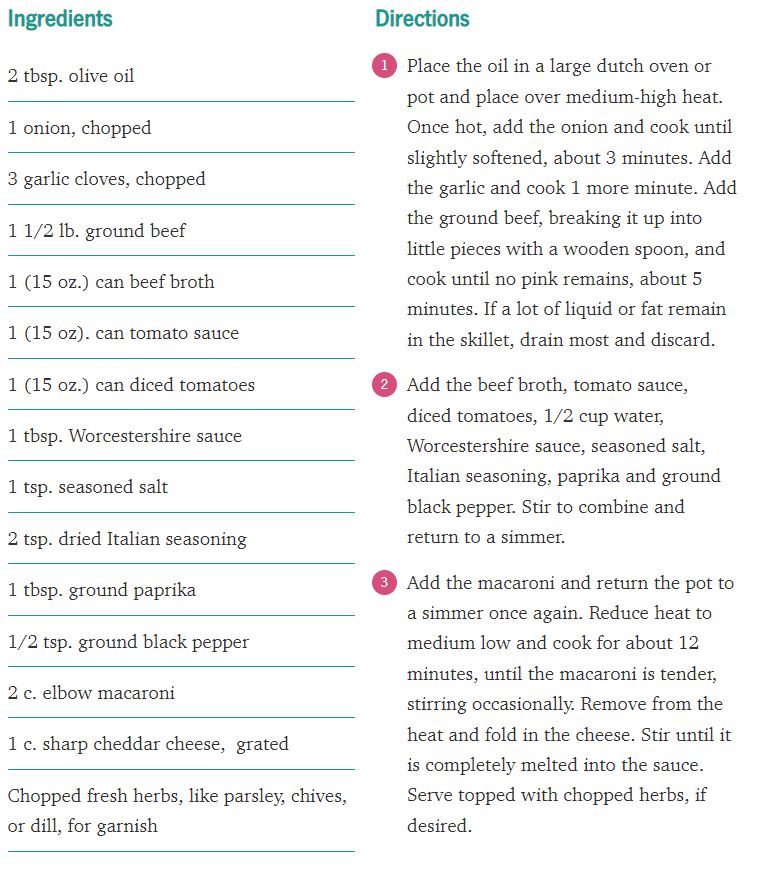 Ingredients
2 tbsp. olive oil
1 onion, chopped
3 garlic cloves, chopped
1 1/2 lb. ground beef
1 (15 oz.) can beef broth
1 (15 oz). can tomato sauce
1 (15 oz.) can diced tomatoes
1 tbsp. Worcestershire sauce
1 tsp. seasoned salt
2 tsp. dried Italian seasoning
1 tbsp. ground paprika
1/2 tsp. ground black pepper
2 c. elbow macaroni
1 c. sharp cheddar cheese,  grated
Chopped fresh herbs, like parsley, chives,
or dill, for garnish
Directions
1 Place the oil in a large dutch oven or
pot and place over medium-high heat.
Once hot, add the onion and cook until
slightly softened, about 3 minutes. Add
the garlic and cook 1 more minute. Add
the ground beef, breaking it up into
little pieces with a wooden spoon, and
cook until no pink remains, about 5
minutes. If a lot of liquid or fat remain
in the skillet, drain most and discard.
2 Add the beef broth, tomato sauce,
diced tomatoes, 1/2 cup water,
Worcestershire sauce, seasoned salt,
Italian seasoning, paprika and ground
black pepper. Stir to combine and
return to a simmer.
3 Add the macaroni and return the pot to
a simmer once again. Reduce heat to
medium low and cook for about 12
minutes, until the macaroni is tender,
stirring occasionally. Remove from the
heat and fold in the cheese. Stir until it
is completely melted into the sauce.
Serve topped with chopped herbs, if
desired.